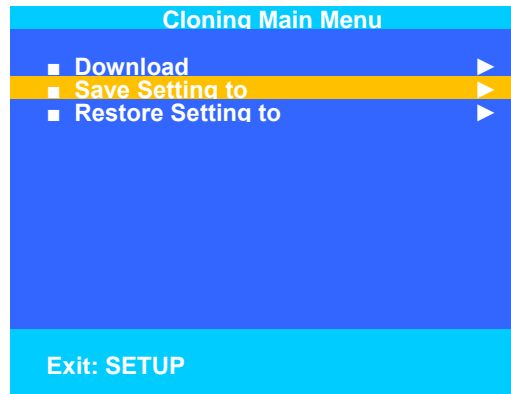 Cloning Main Menu
■ Download ►
■ Save Setting to ►
■ Restore Setting to ►
Exit: SETUP